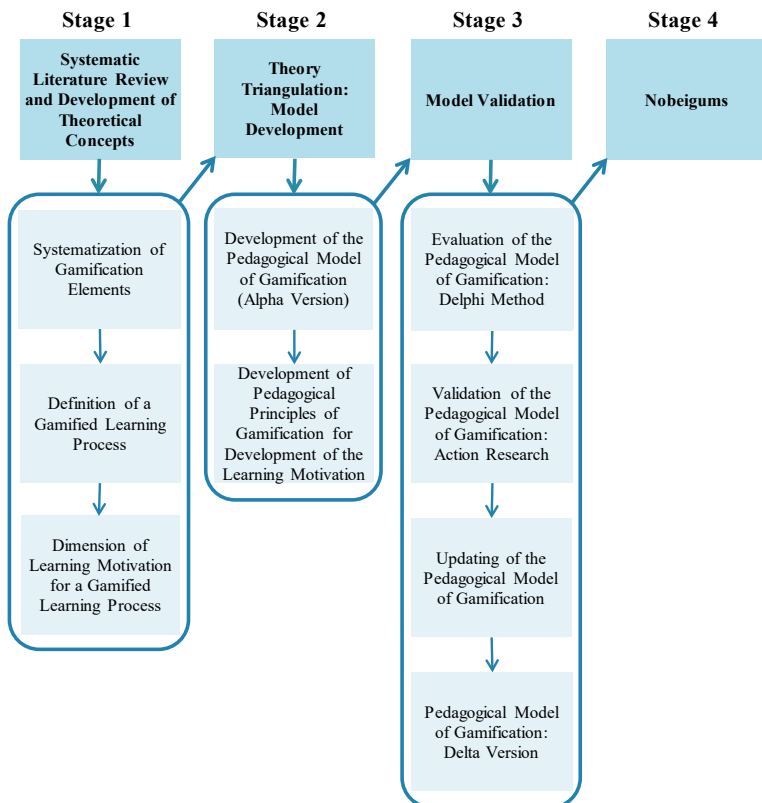 Stage 1
Stage 2
Stage 3
Stage 4
Systematic
Literature Review
and Development of
Theoretical
Concepts
Theory
Triangulation:
Model
Development
Model Validation
Nobeigums
Systematization of
Gamification
Elements
Definition of a
Gamified Learning
Process
Dimension of
Learning Motivation
for a Gamified
Learning Process
Development of the
Pedagogical Model
of Gamification
(Alpha Version)
Development of
Pedagogical
Principles of
Gamification for
Development of the
Learning Motivation
Evaluation of the
Pedagogical Model
of Gamification:
Delphi Method
Validation of the
Pedagogical Model
of Gamification:
Action Research
Updating of the
Pedagogical Model
of Gamification
Pedagogical Model
of Gamification:
Delta Version